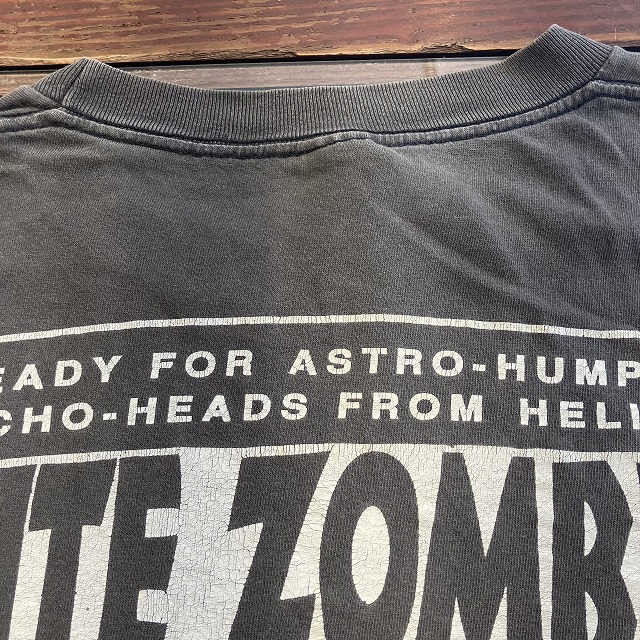 EADY FOR ASTRO-HUMP
CHO-HEADS FROM HELL
ITE ZOMB